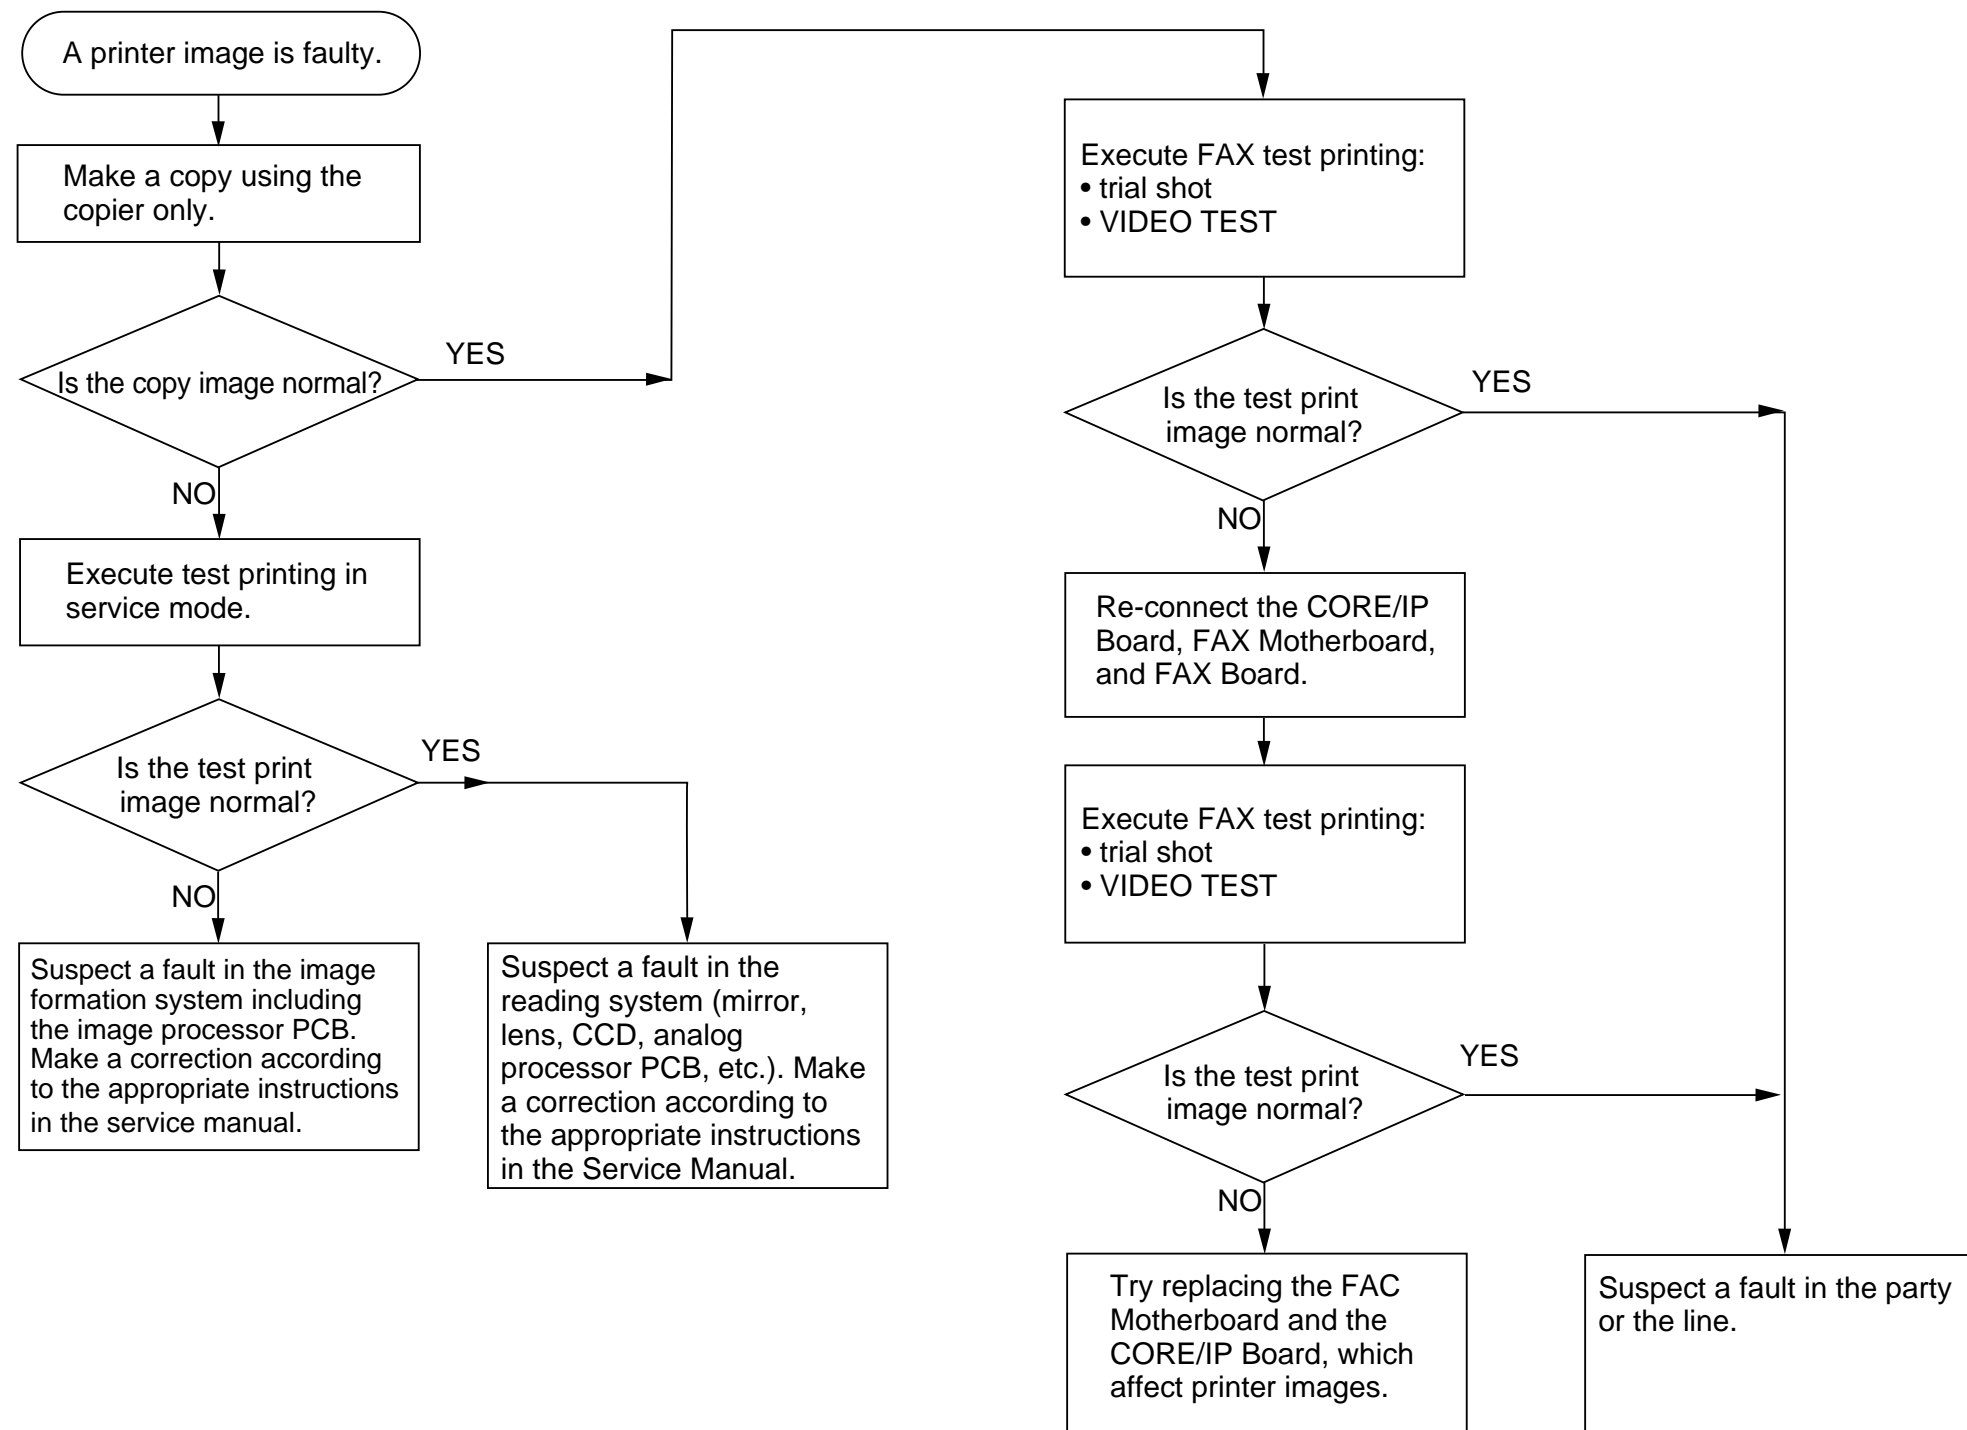 A printer image is faulty.
Make a copy using the
copier only.
Is the copy image normal?
YES
NO
Execute test printing in
service mode.
Is the test print
image normal?
YES
NO
Suspect a fault in the image
formation system including
the image processor PCB.
Make a correction according
to the appropriate instructions
in the service manual.
Suspect a fault in the
reading system (mirror,
lens, CCD, analog
processor PCB, etc.). Make
a correction according to
the appropriate instructions
in the Service Manual.
Execute FAX test printing:
• trial shot
• VIDEO TEST
Is the test print
image normal?
YES
NO
Re-connect the CORE/IP
Board, FAX Motherboard,
and FAX Board.
Execute FAX test printing:
• trial shot
• VIDEO TEST
Is the test print
image normal?
YES
NO
Try replacing the FAC
Motherboard and the
CORE/IP Board, which
affect printer images.
Suspect a fault in the party
or the line.